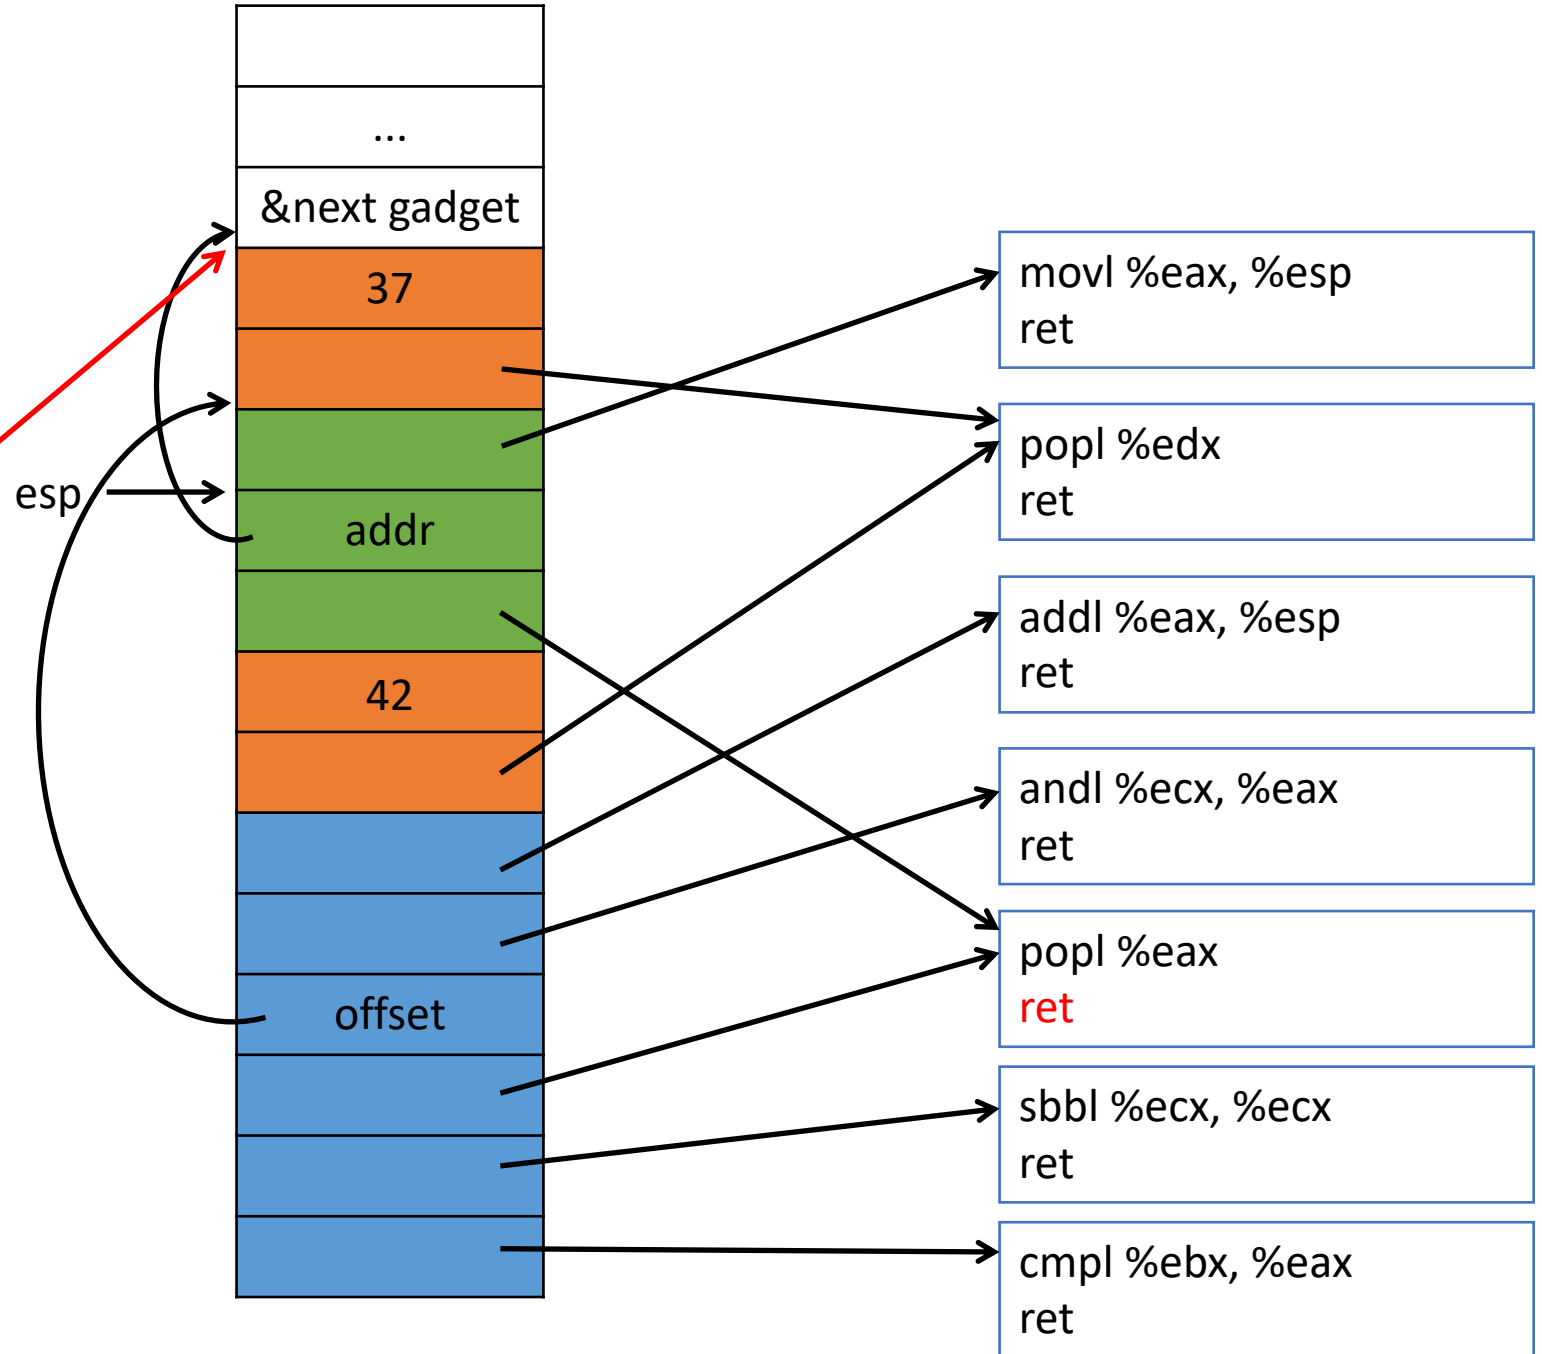 ...
&next gadget
37
esp
addr
42
offset
movl %eax, %esp
ret
popl %edx
ret
addl %eax, %esp
ret
andl %ecx, %eax
ret
popl %eax
ret
sbbl %ecx, %ecx
ret
cmpl %ebx, %eax
ret